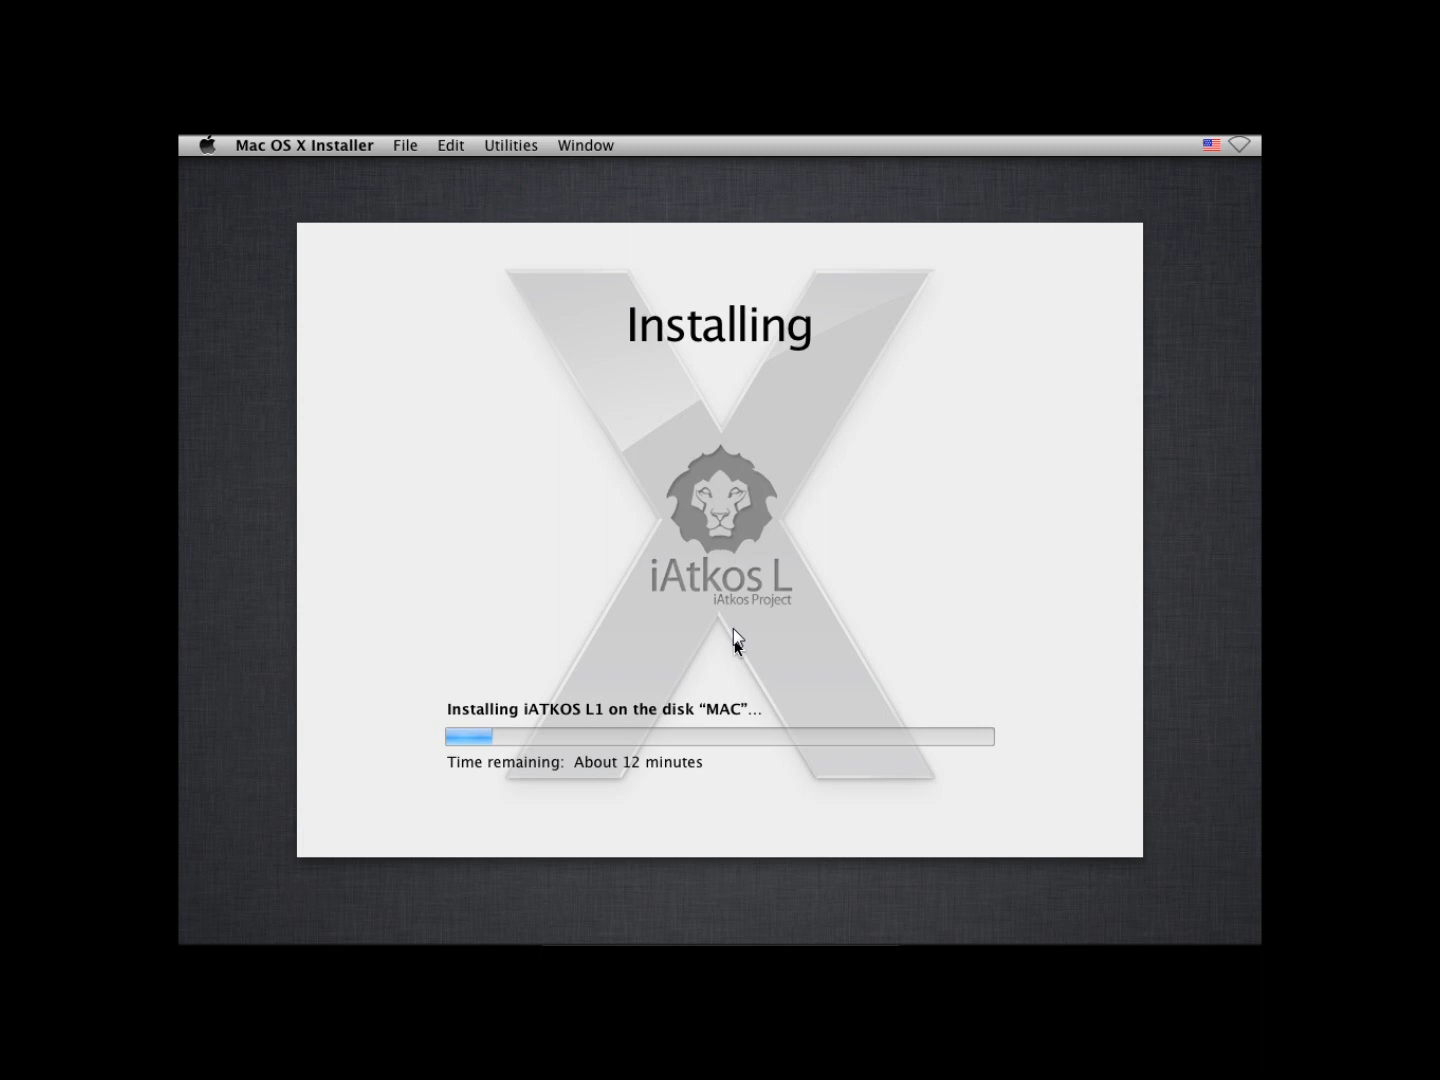 Mac OS X Installer File Edit Utilities Window
Installing
iAtkos L
iAtkos Project
Installing iATKOS L1 on the disk “MAC”...
Time remaining: About 12 minutes